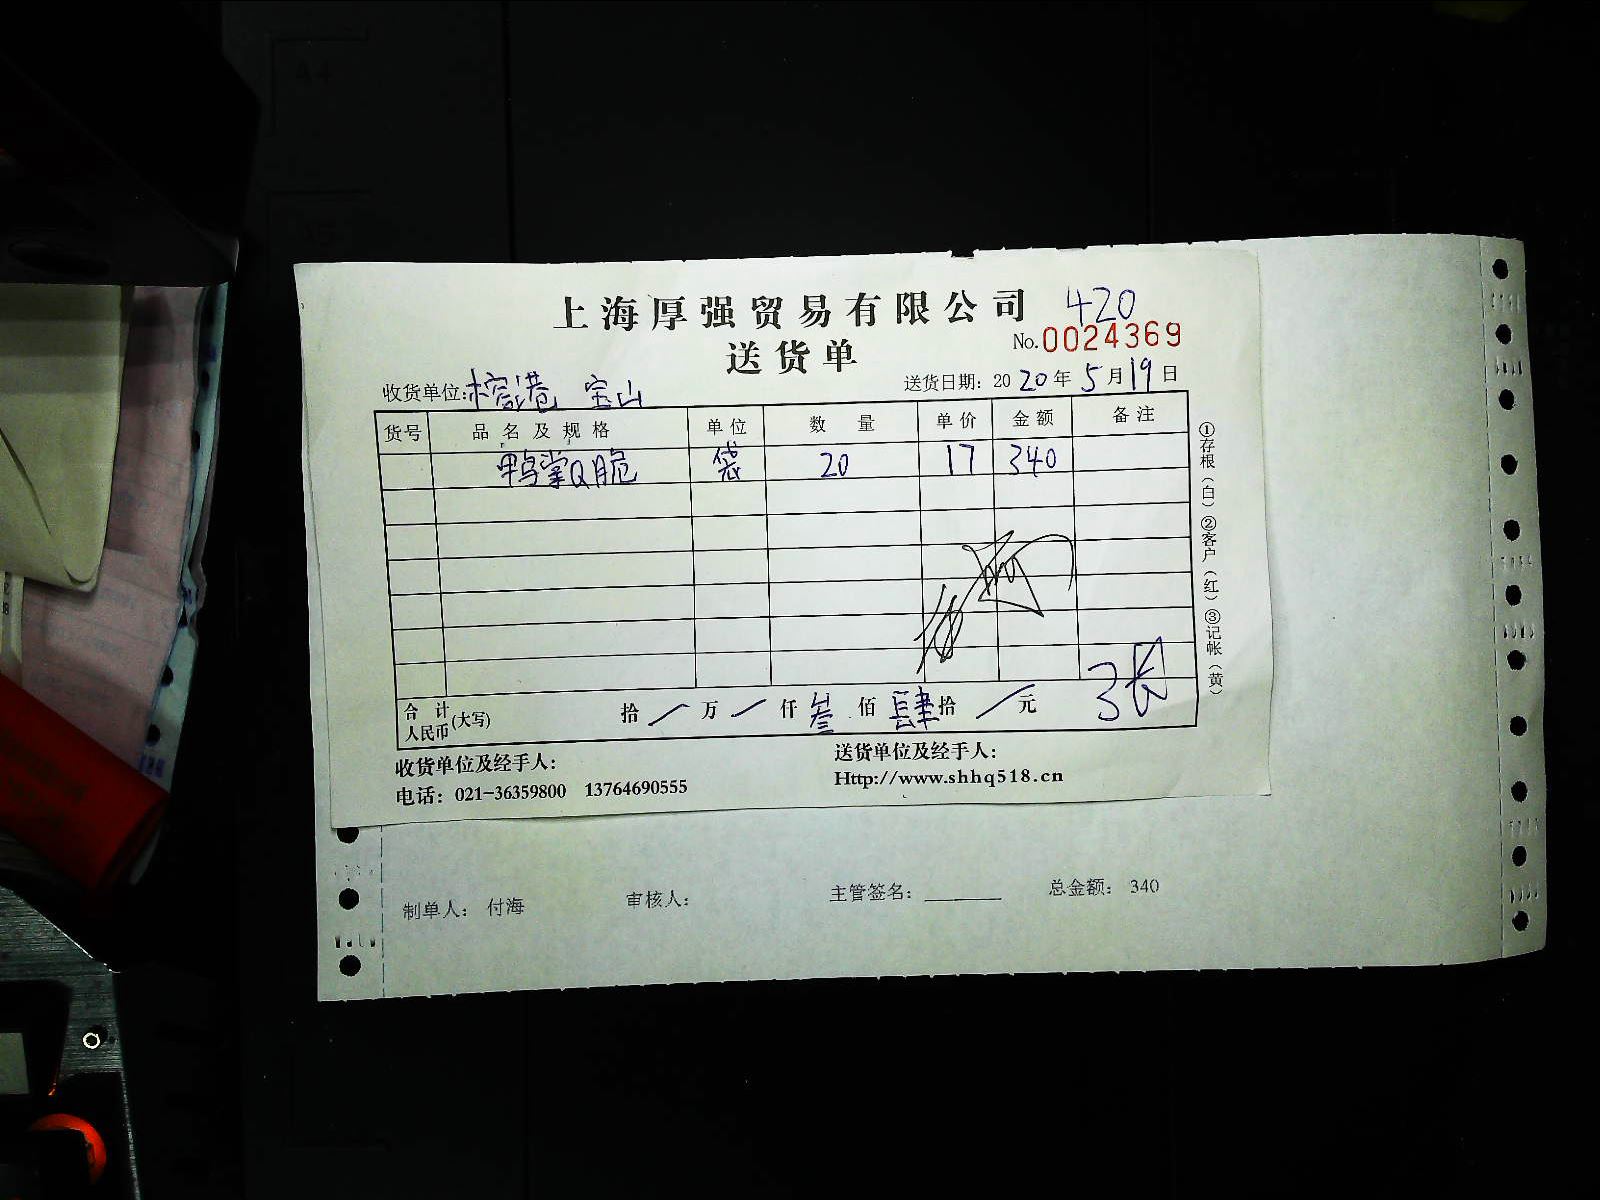 上海厚强贸易有限公司 420
送货单 No.0024369
收货单位:榕港 宝山 送货日期: 2020年5月19日
货号 品名及规格 单位 数量 单价 金额 备注
鸭掌Q脆 袋 20 17 340
①存根(白)②客户(红)③记帐(黄)
3长
合计人民币(大写) 拾/万/仟叁佰肆拾/元
收货单位及经手人: 送货单位及经手人:
电话: 021-36359800 13764690555 Http://www.shhq518.cn
制单人: 付海 审核人: 主管签名:______ 总金额: 340